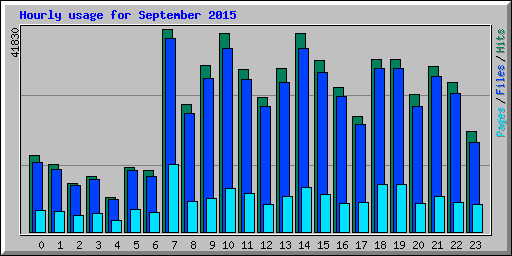 Hourly usage for September 2015
41830
Pages / Files / Hits
0 1 2 3 4 5 6 7 8 9 10 11 12 13 14 15 16 17 18 19 20 21 22 23